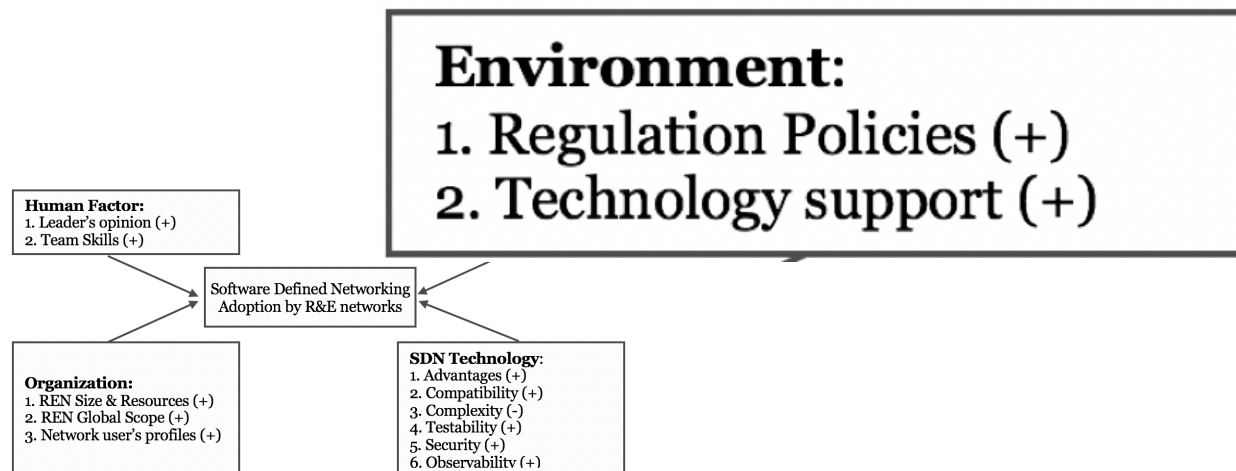 Environment:
1. Regulation Policies (+)
2. Technology support (+)
Human Factor:
1. Leader's opinion (+)
2. Team Skills (+)
Software Defined Networking
Adoption by R&E networks
Organization:
1. REN Size & Resources (+)
2. REN Global Scope (+)
3. Network user's profiles (+)
SDN Technology:
1. Advantages (+)
2. Compatibility (+)
3. Complexity (-)
4. Testability (+)
5. Security (+)
6. Observability (+)